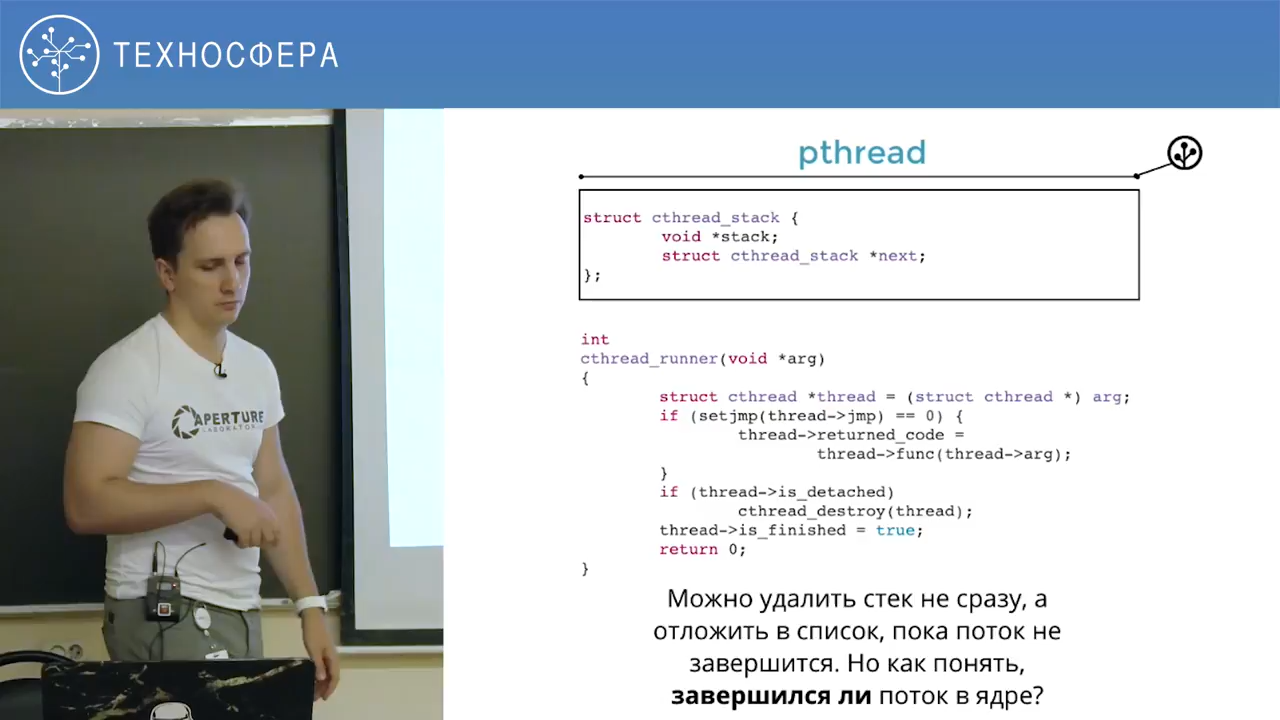 ТЕХНОСФЕРА
pthread
struct cthread_stack {
void *stack;
struct cthread_stack *next;
};
int
cthread_runner(void *arg)
{
struct cthread *thread = (struct cthread *) arg;
if (setjmp(thread->jmp) == 0) {
thread->returned_code =
thread->func(thread->arg);
}
if (thread->is_detached)
cthread_destroy(thread);
thread->is_finished = true;
return 0;
}
Можно удалить стек не сразу, а
отложить в список, пока поток не
завершится. Но как понять,
завершился ли поток в ядре?
APERTURE